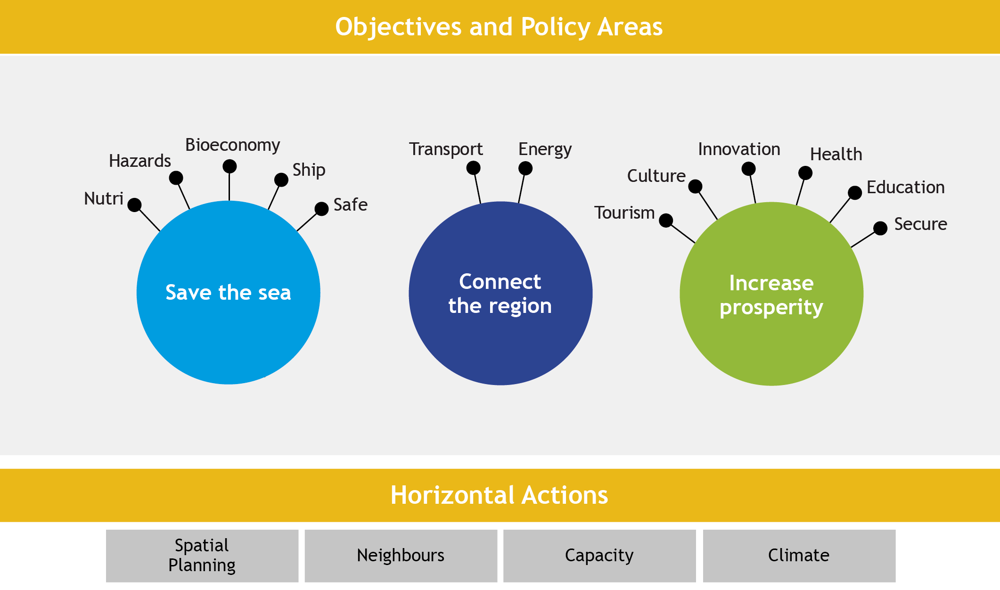 Objectives and Policy Areas
Nutri
Hazards
Bioeconomy
Ship
Safe
Save the sea
Transport
Energy
Connect
the region
Tourism
Culture
Innovation
Health
Education
Secure
Increase
prosperity
Horizontal Actions
Spatial
Planning
Neighbours
Capacity
Climate